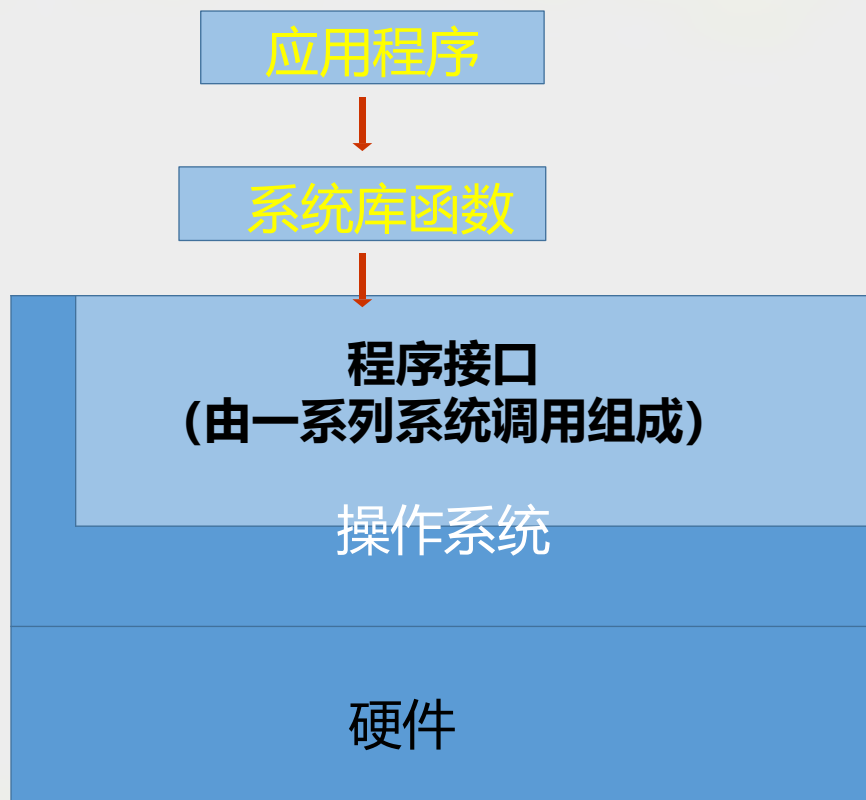 应用程序
系统库函数
程序接口
(由一系列系统调用组成)
操作系统
硬件